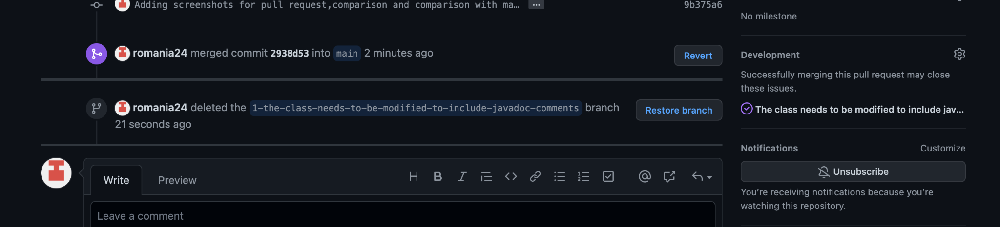 Adding screenshots for pull request,comparison and comparison with ma… ...
9b375a6
romania24 merged commit 2938d53 into main 2 minutes ago
Revert
romania24 deleted the 1-the-class-needs-to-be-modified-to-include-javadoc-comments branch
21 seconds ago
Restore branch
Write
Preview
Leave a comment
No milestone
Development
Successfully merging this pull request may close
these issues.
The class needs to be modified to include jav...
Notifications
Customize
Unsubscribe
You're receiving notifications because you're
watching this repository.